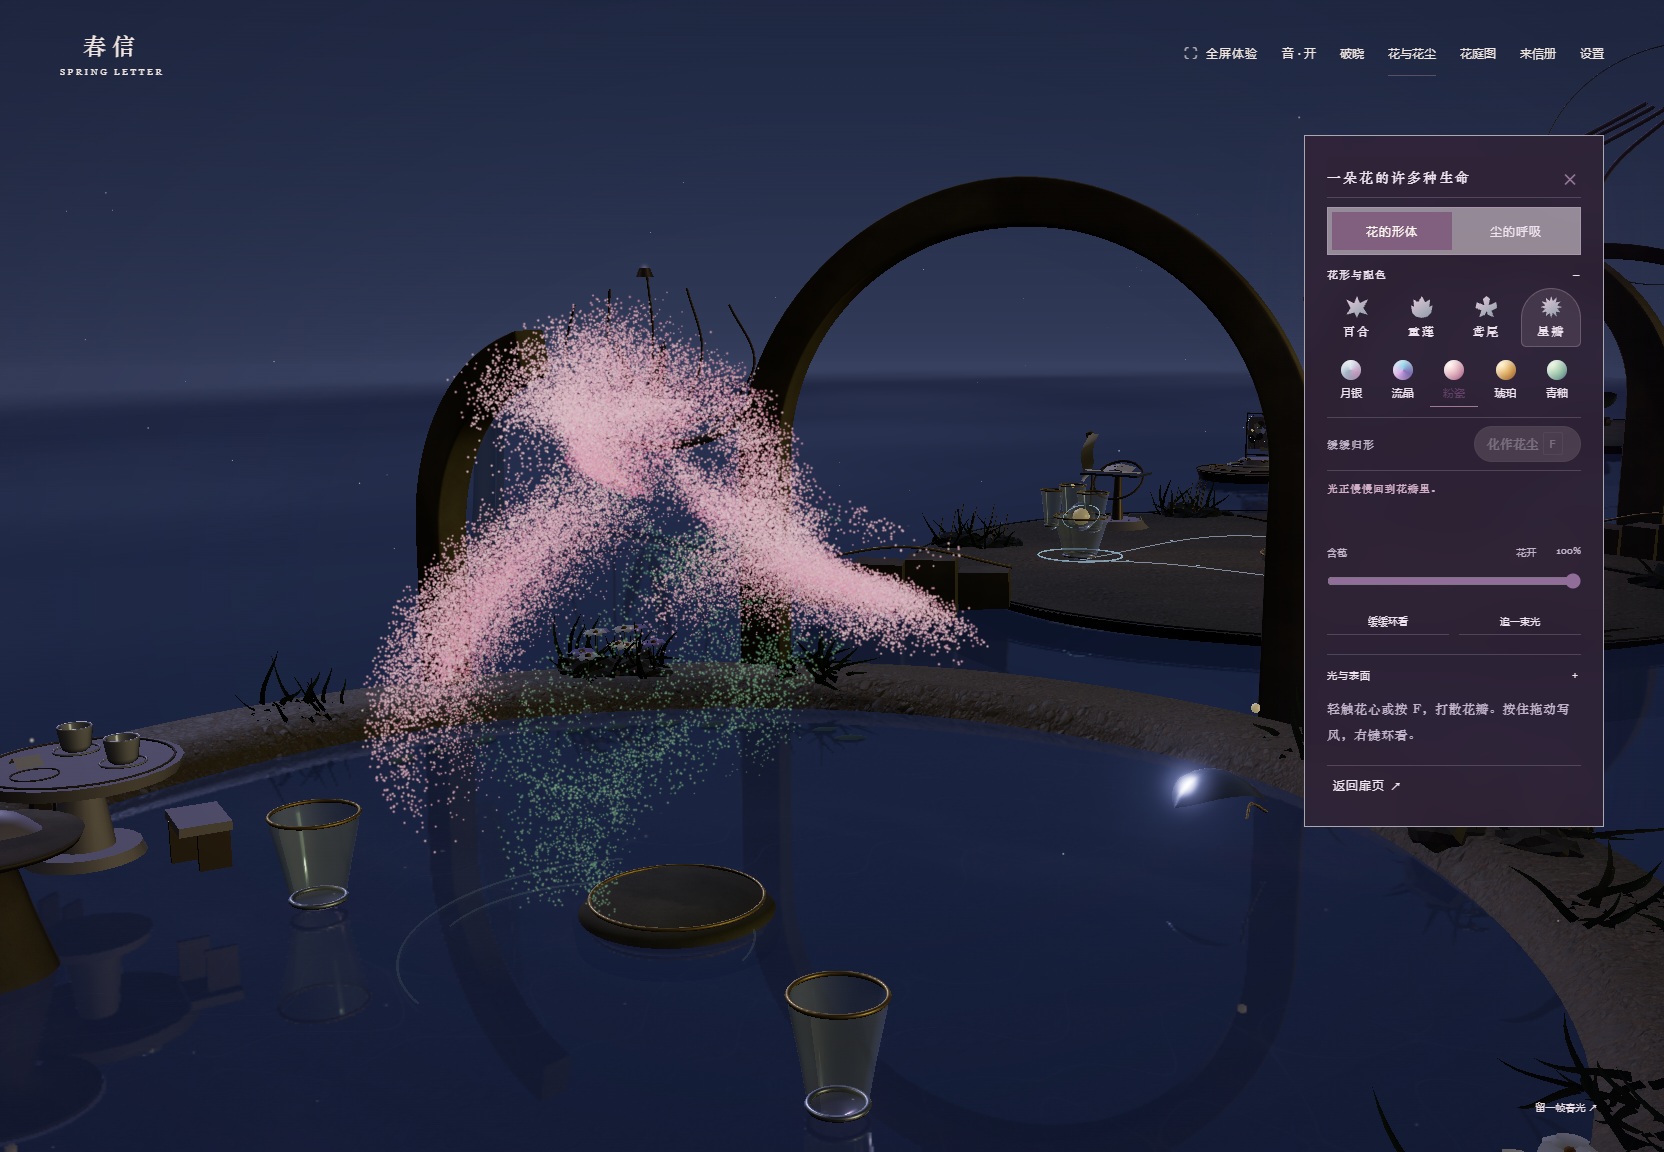 春信
SPRING LETTER
全屏体验 音·开 破晓 花与花尘 花庭图 来信册 设置
一朵花的许多种生命
花的形体 尘的呼吸
花形与配色
百合 重莲 鸢尾 星瓣
月银 流晶 粉瓷 琥珀 青釉
缓缓归形 化作花尘 F
光正慢慢回到花瓣里。
含苞 花开 100%
缓缓环看 追一束光
光与表面
轻触花心或按 F，打散花瓣。按住拖动写
风，右键环看。
返回扉页 ↗
留一帧春光 ↗